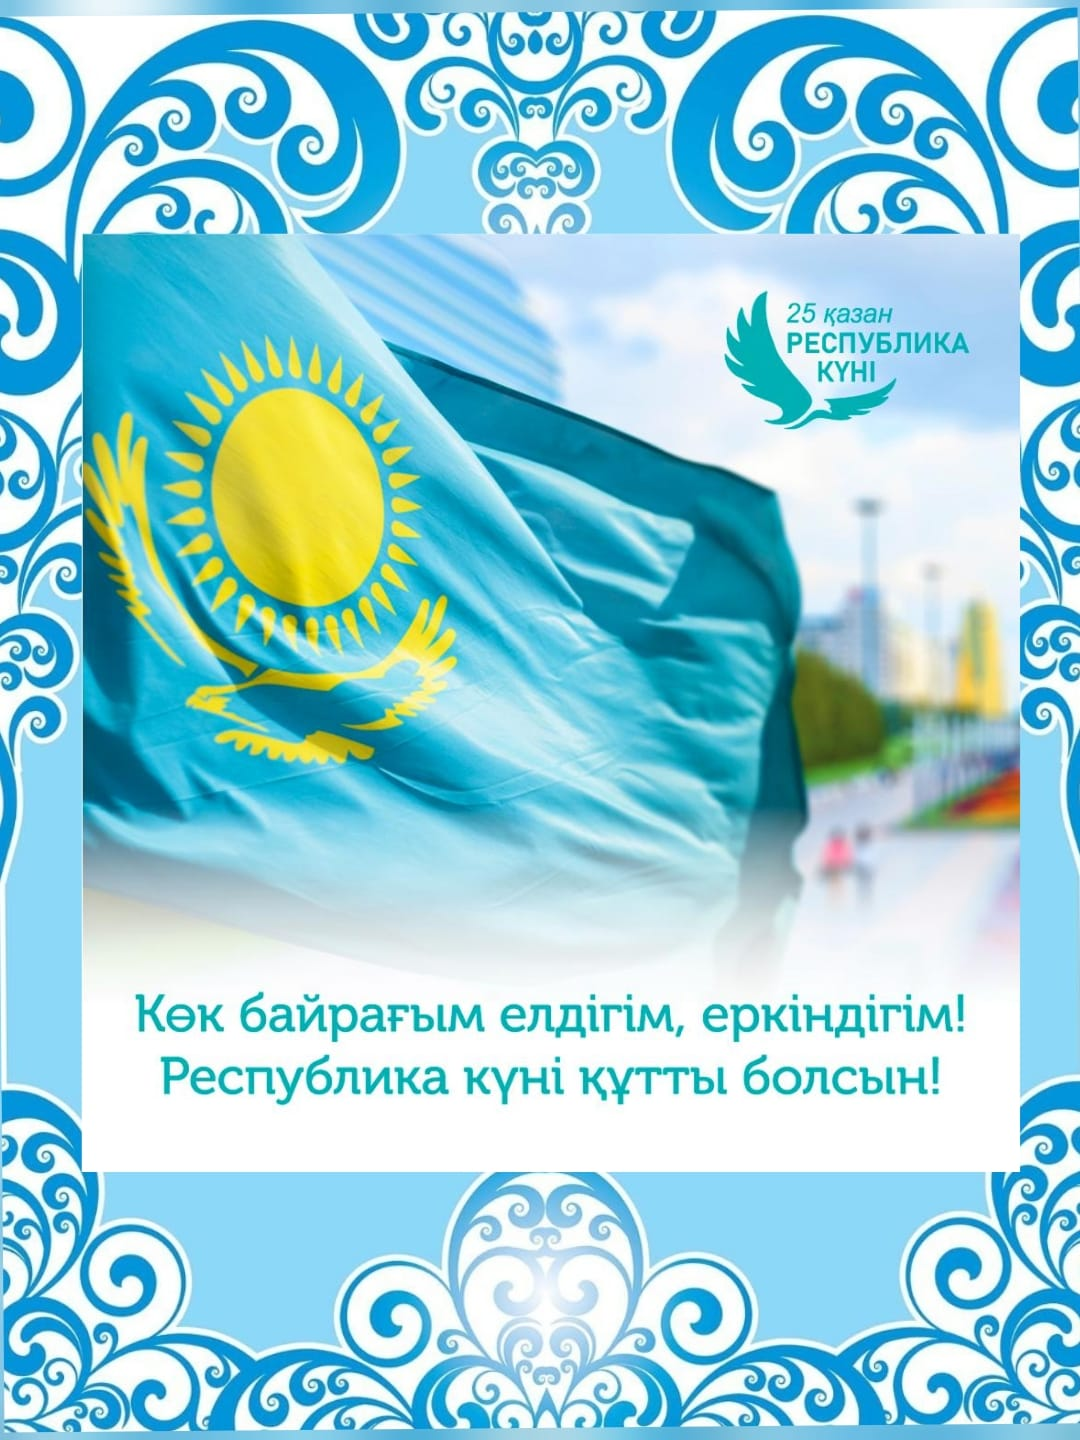 25 қазан
РЕСПУБЛИКА
КҮНІ
Көк байрағым елдігім, еркіндігім!
Республика күні құтты болсын!